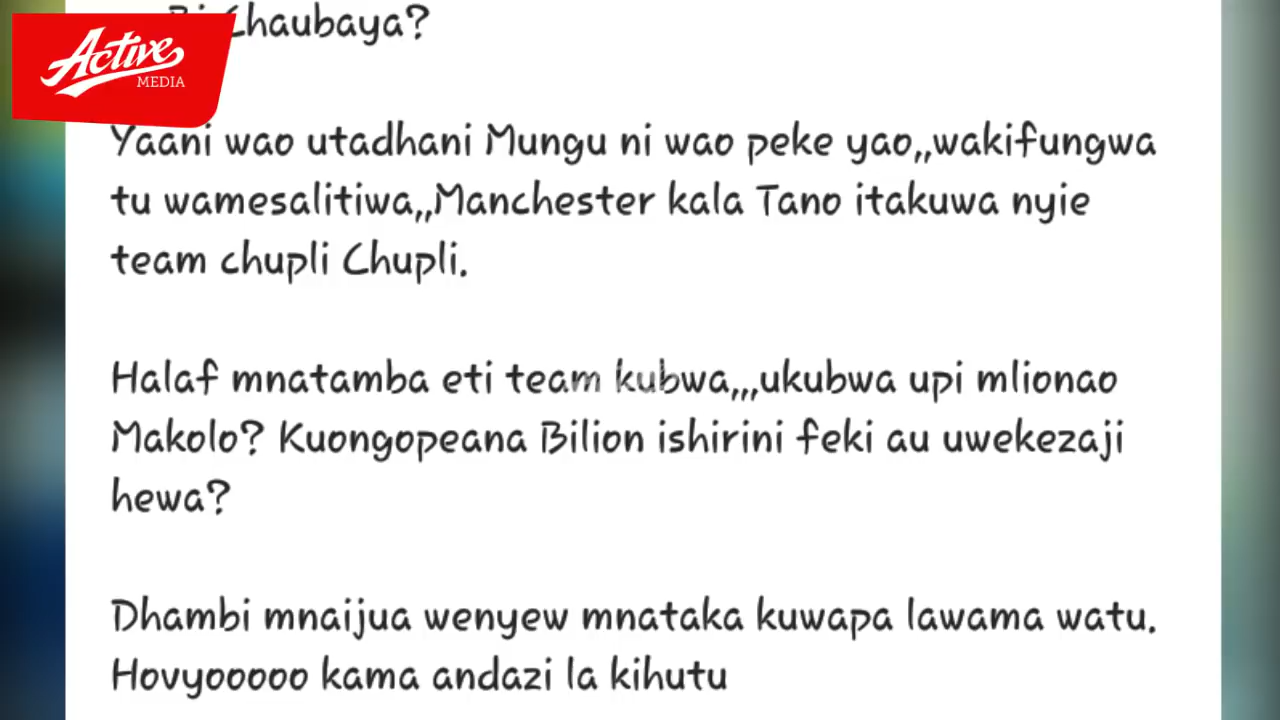 Chaubaya?
Active
MEDIA
Yaani wao utadhani Mungu ni wao peke yao,,wakifungwa
tu wamesalitiwa,,Manchester kala Tano itakuwa nyie
team chupli Chupli.
Halaf mnatamba eti team kubwa,,,ukubwa upi mlionao
Makolo? Kuongopeana Bilion ishirini feki au uwekezaji
hewa?
Dhambi mnaijua wenyew mnataka kuwapa lawama watu.
Hovyooooo kama andazi la kihutu